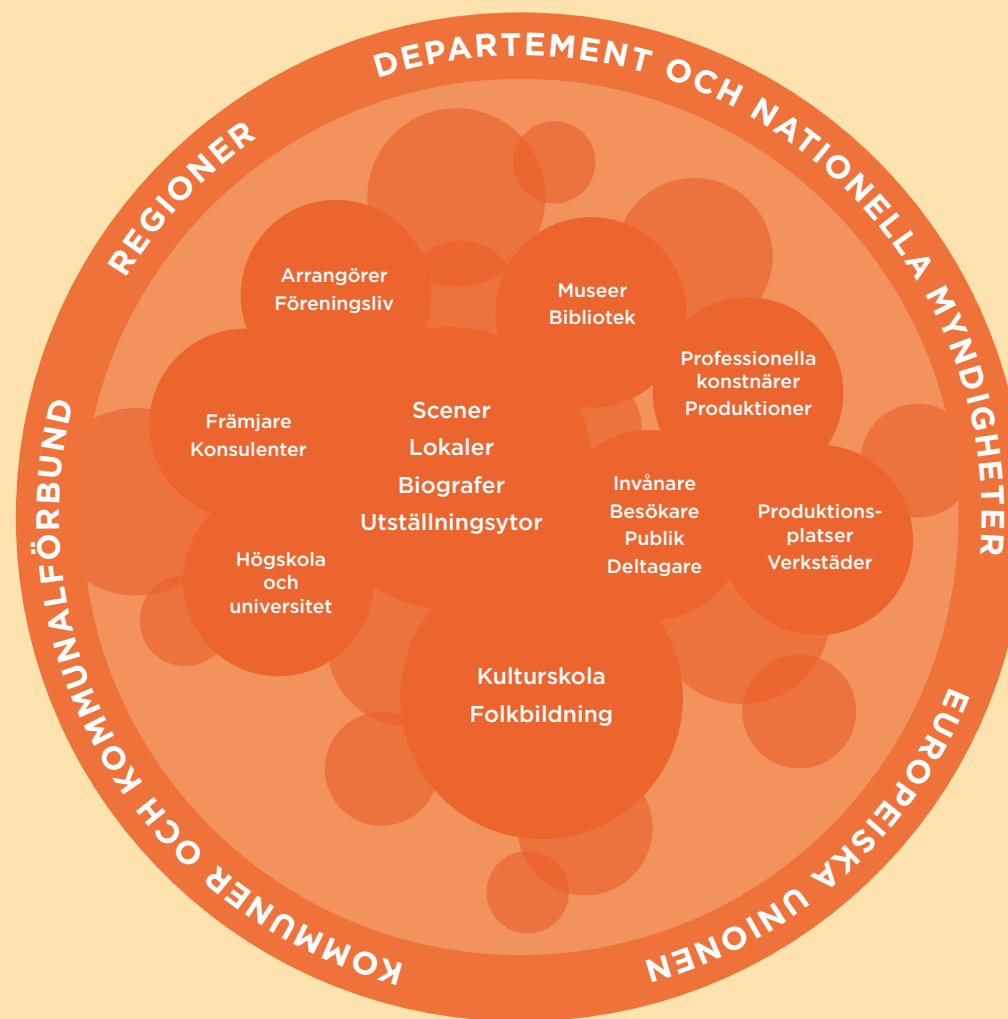 DEPARTEMENT OCH NATIONELLA MYNDIGHETER
REGIONER
Arrangörer
Föreningsliv
Museer
Bibliotek
Professionella
konstnärer
Produktioner
Främjare
Konsulenter
Scener
Lokaler
Biografer
Utställningsytor
Invånare
Besökare
Publik
Deltagare
Produktions-
platser
Verkstäder
Högskola
och
universitet
Kulturskola
Folkbildning
KOMMUNER OCH KOMMUNALFÖRBUND
EUROPEISKA UNIONEN